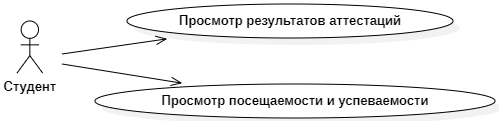 Просмотр результатов аттестаций
Студент
Просмотр посещаемости и успеваемости